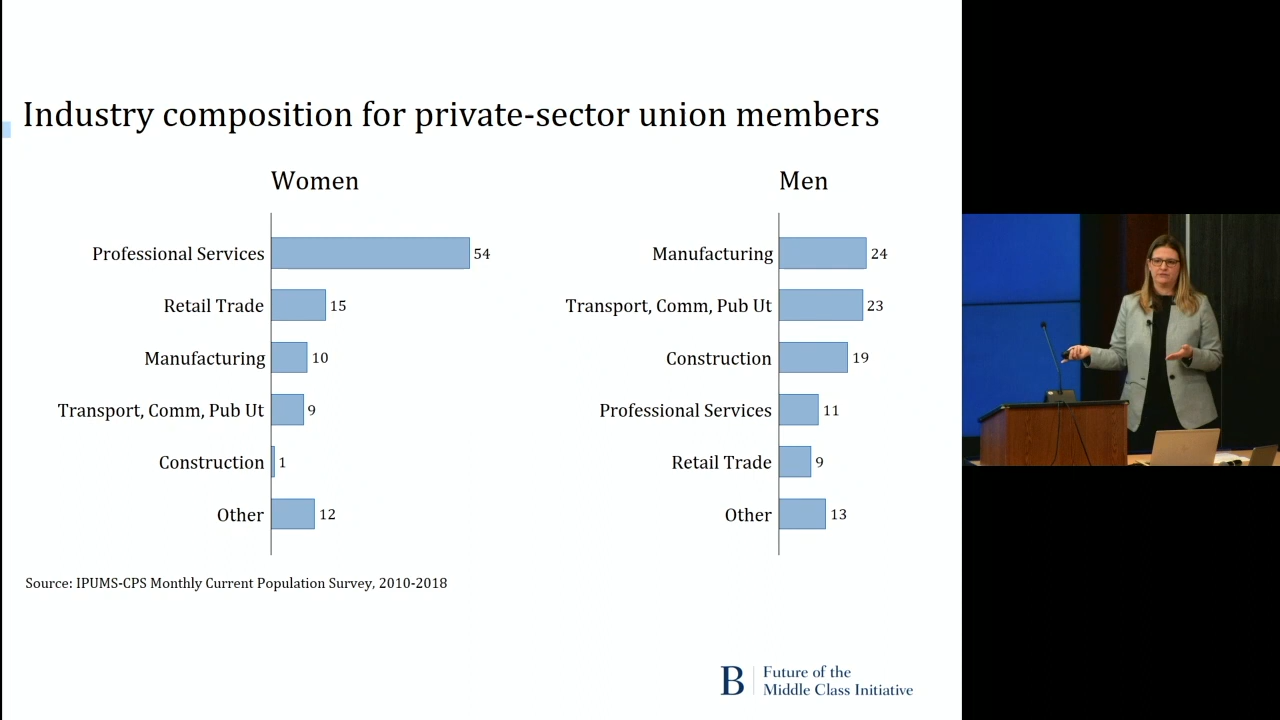 Industry composition for private-sector union members
Women
Professional Services 54
Retail Trade 15
Manufacturing 10
Transport, Comm, Pub Ut 9
Construction 1
Other 12
Men
Manufacturing 24
Transport, Comm, Pub Ut 23
Construction 19
Professional Services 11
Retail Trade 9
Other 13
Source: IPUMS-CPS Monthly Current Population Survey, 2010-2018
B
Future of the
Middle Class Initiative